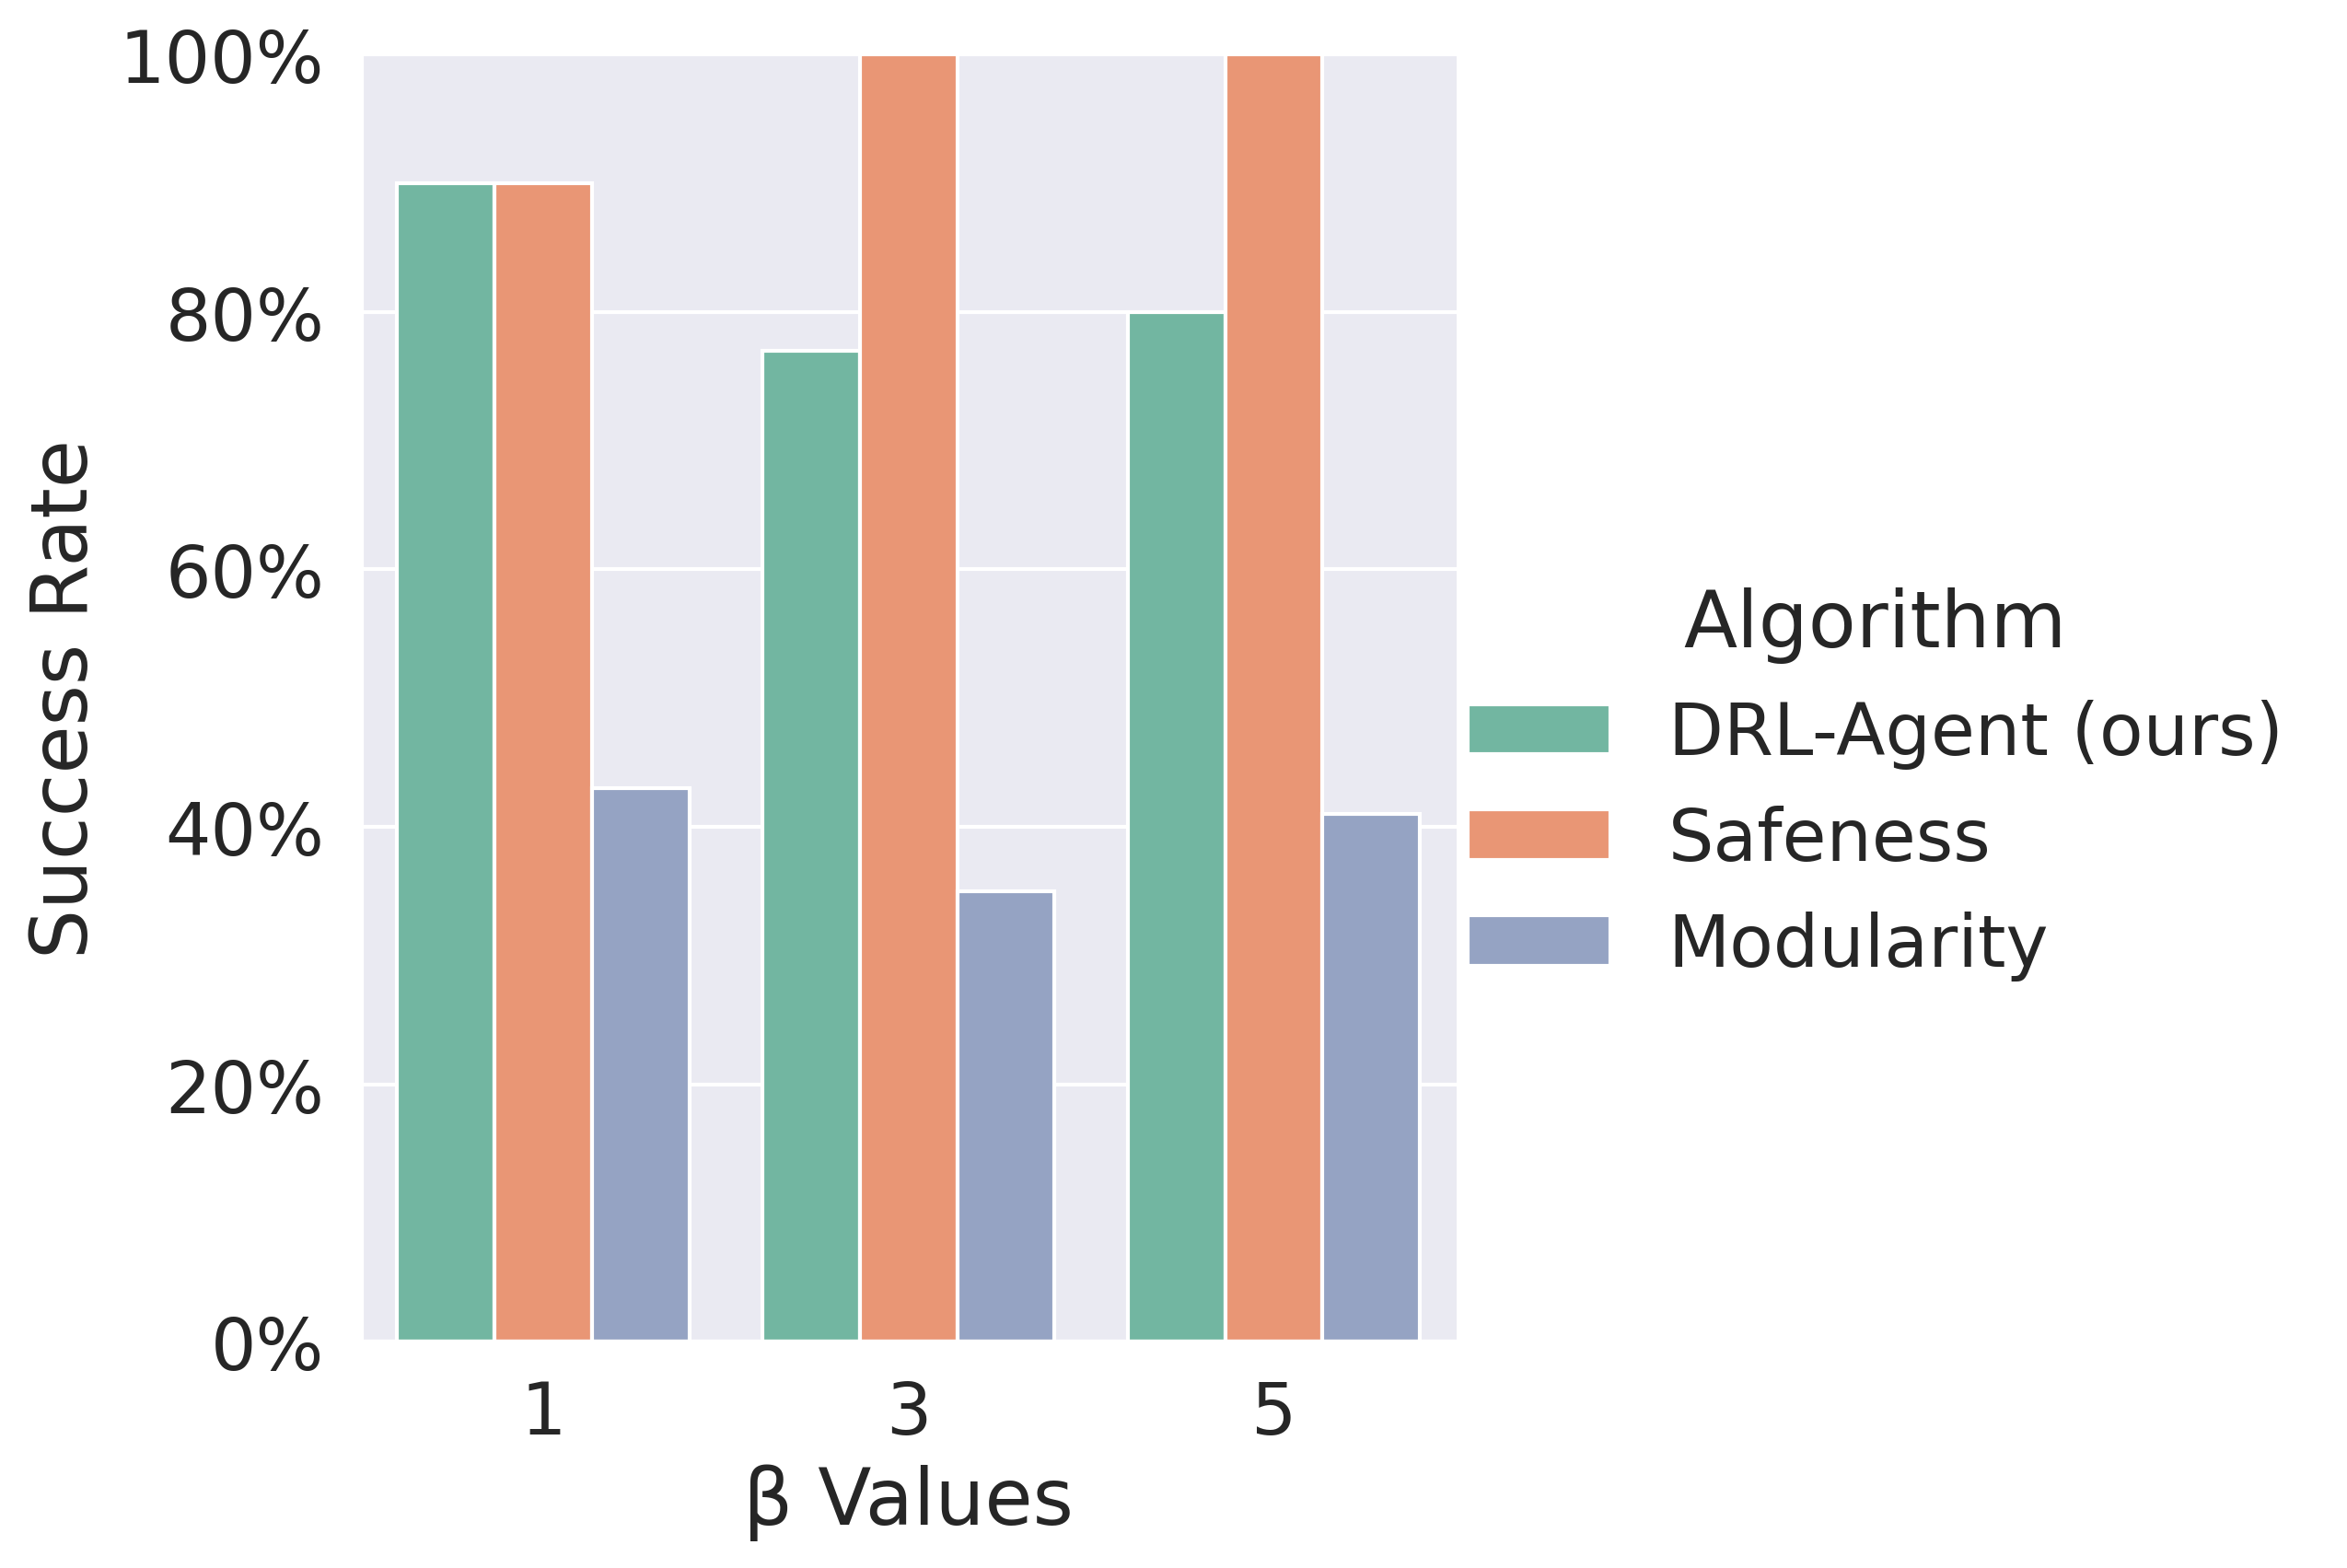 100%
80%
60%
40%
20%
0%
Success Rate
1
3
5
β Values
Algorithm
DRL-Agent (ours)
Safeness
Modularity